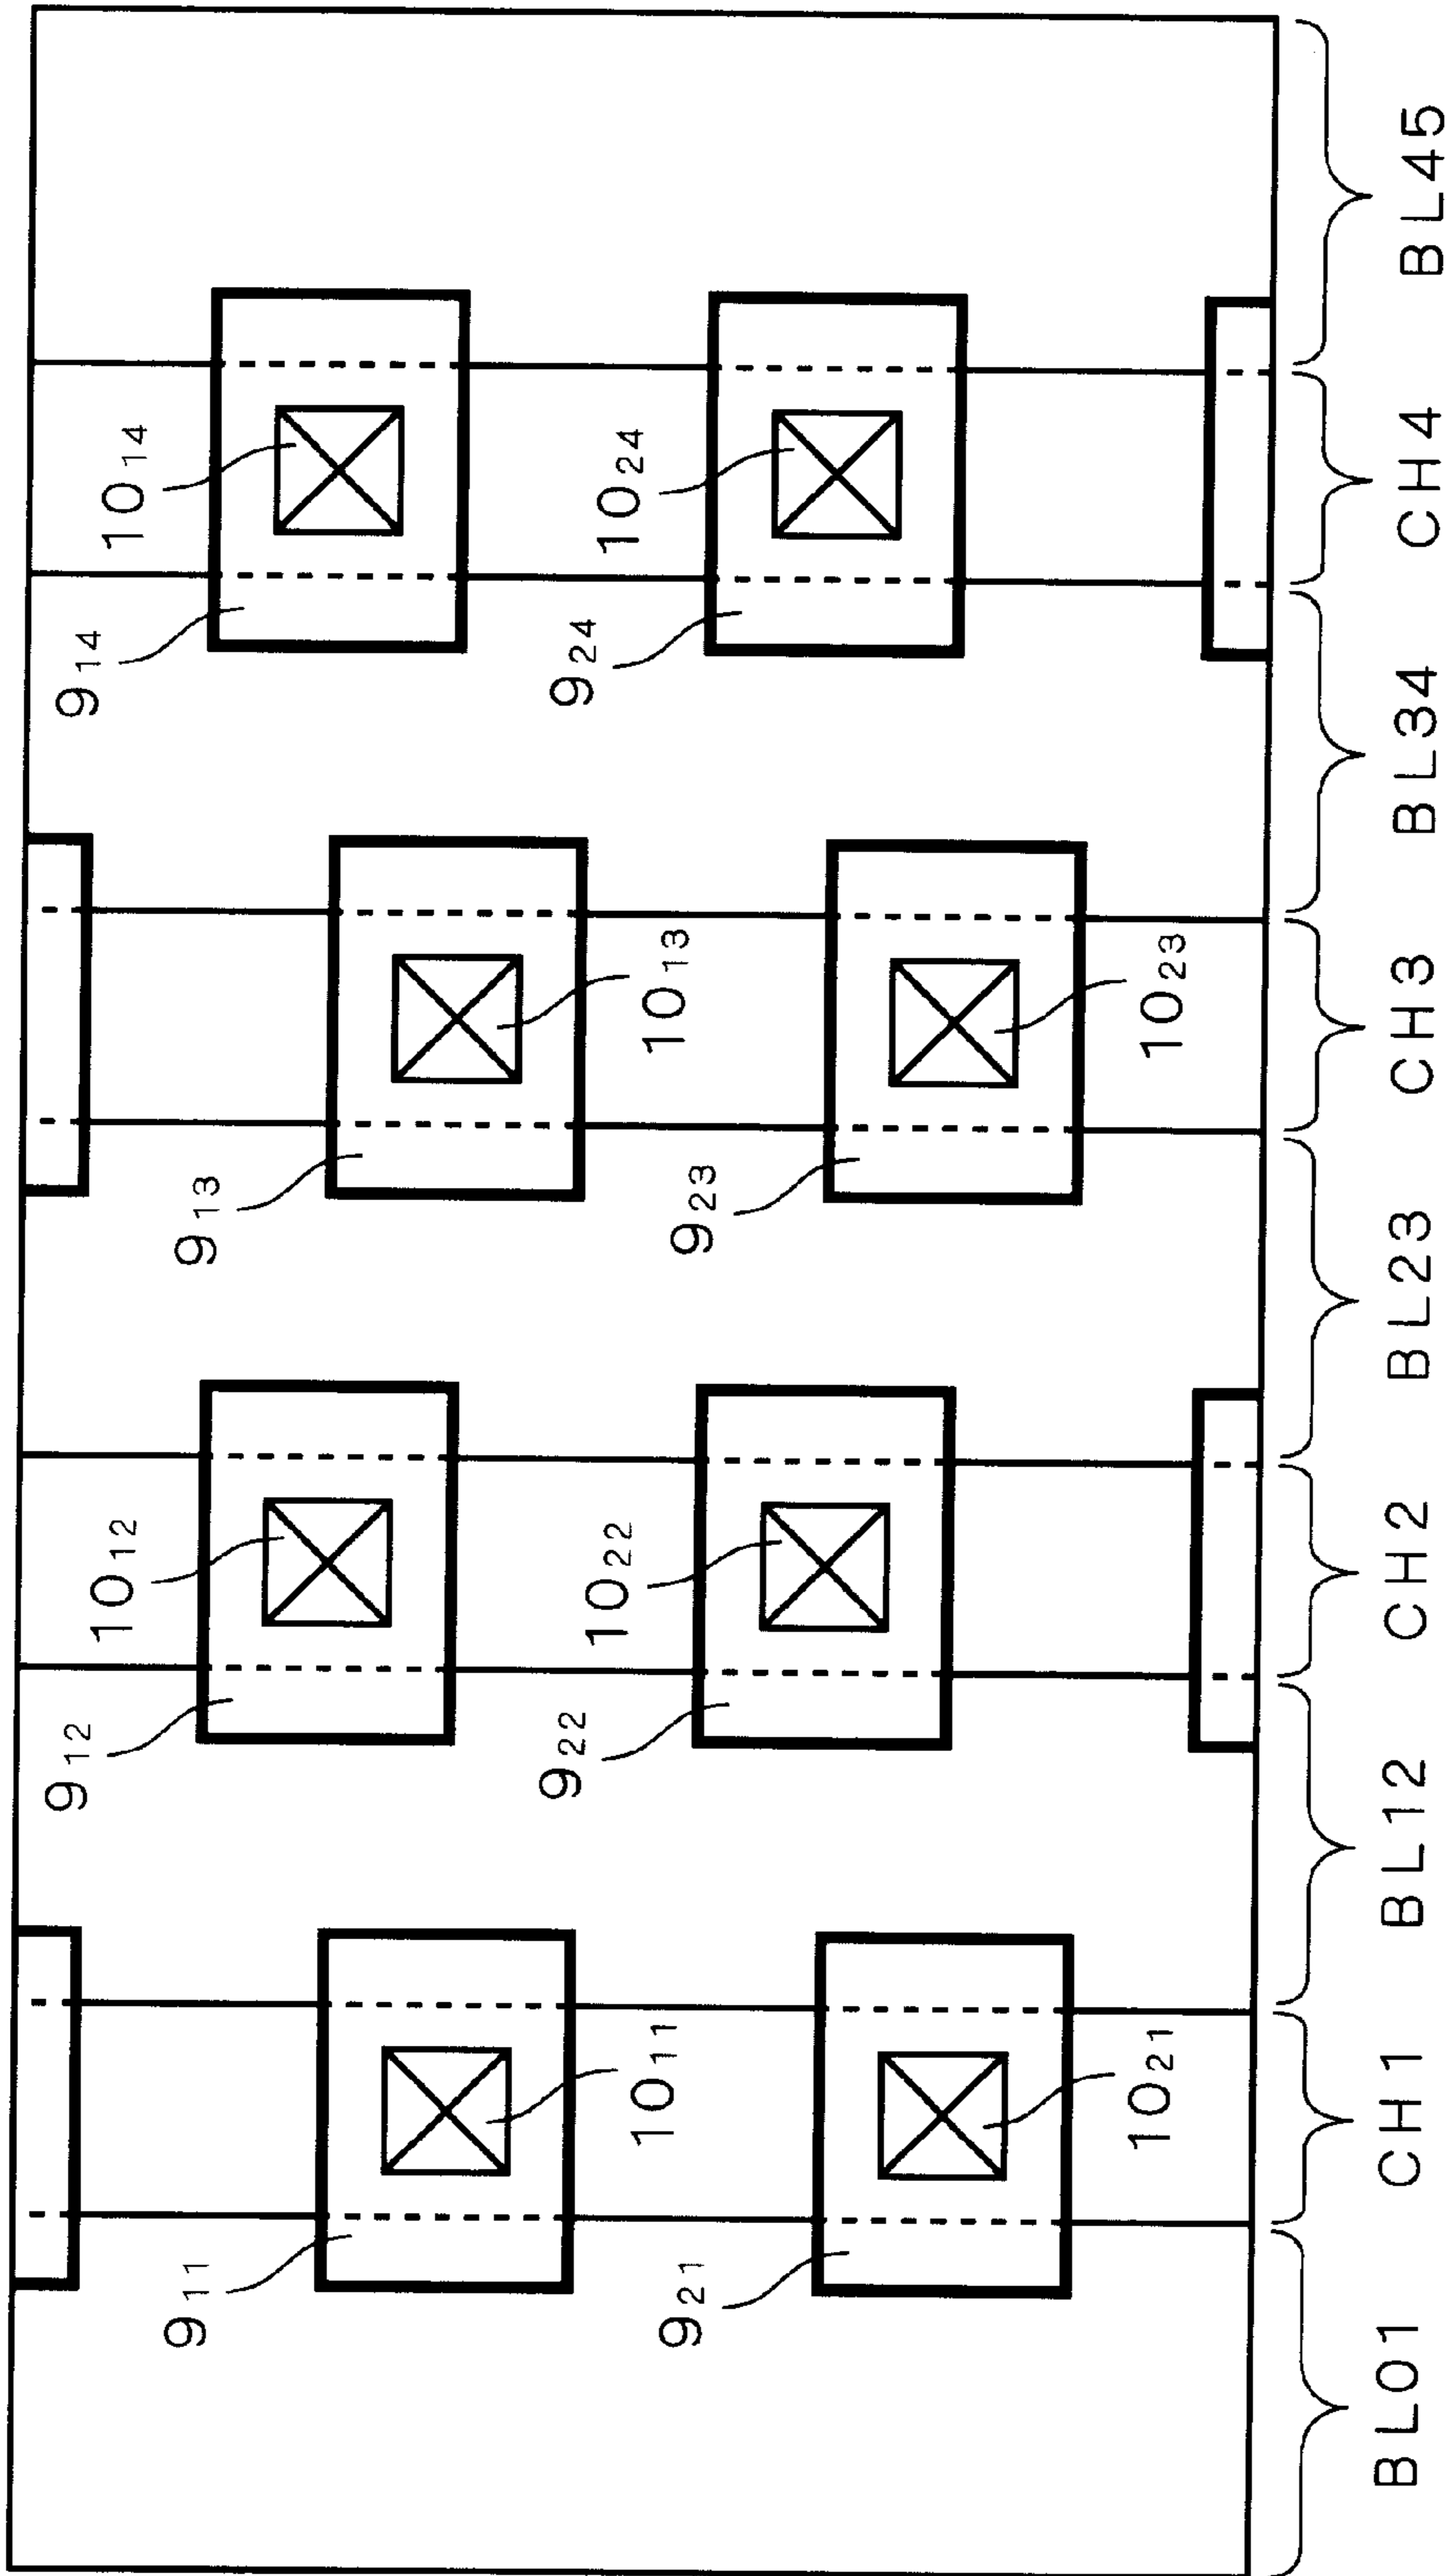 9₁₂ 10₁₂ 9₁₄ 10₁₄
9₁₁ 9₁₃
9₂₂ 10₂₂ 9₂₄ 10₂₄
10₁₁ 10₁₃
9₂₁ 9₂₃
10₂₁ 10₂₃
BL01 CH1 BL12 CH2 BL23 CH3 BL34 CH4 BL45